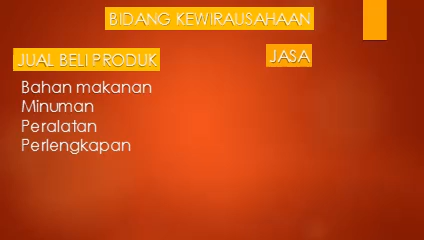 BIDANG KEWIRAUSAHAAN
JUAL BELI PRODUK
JASA
Bahan makanan
Minuman
Peralatan
Perlengkapan